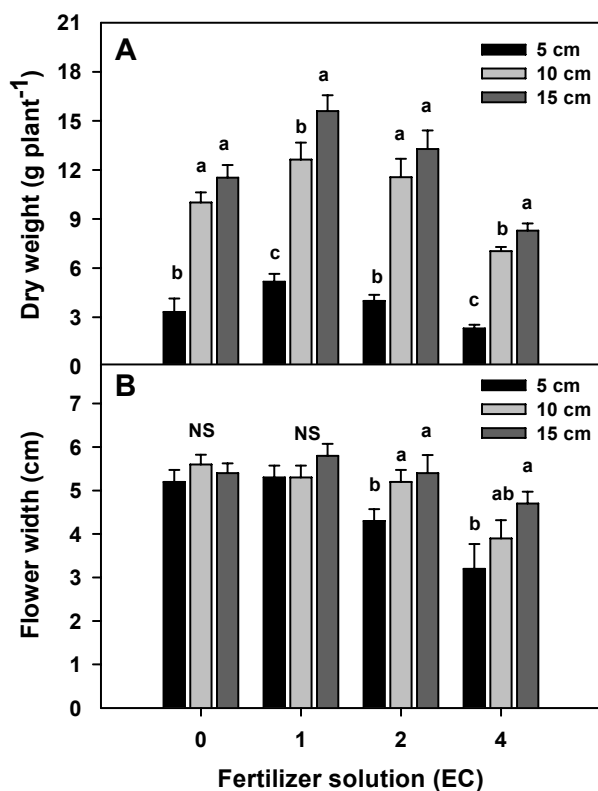 A
5 cm
10 cm
15 cm
Dry weight (g plant⁻¹)
21
18
15
12
9
6
3
0
b
a
a
c
b
a
b
a
a
c
b
a
B
5 cm
10 cm
15 cm
Flower width (cm)
7
6
5
4
3
2
1
0
NS
NS
b
a
a
b
ab
a
0 1 2 4
Fertilizer solution (EC)